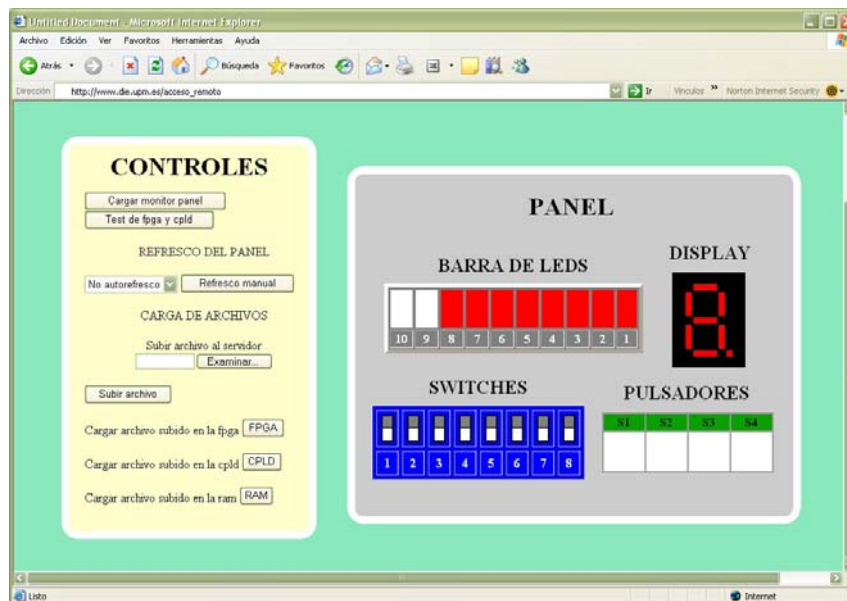 Untitled Document - Microsoft Internet Explorer
Archivo Edición Ver Favoritos Herramientas Ayuda
Atrás Búsqueda Favoritos
Dirección http://www.die.upm.es/acceso_remoto Ir Vínculos » Norton Internet Security
CONTROLES
Cargar monitor panel
Test de fpga y cpld
REFRESCO DEL PANEL
No autorefresco Refresco manual
CARGA DE ARCHIVOS
Subir archivo al servidor
Examinar...
Subir archivo
Cargar archivo subido en la fpga FPGA
Cargar archivo subido en la cpld CPLD
Cargar archivo subido en la ram RAM
PANEL
BARRA DE LEDS
10 9 8 7 6 5 4 3 2 1
DISPLAY
8.
SWITCHES
1 2 3 4 5 6 7 8
PULSADORES
S1 S2 S3 S4
Listo Internet